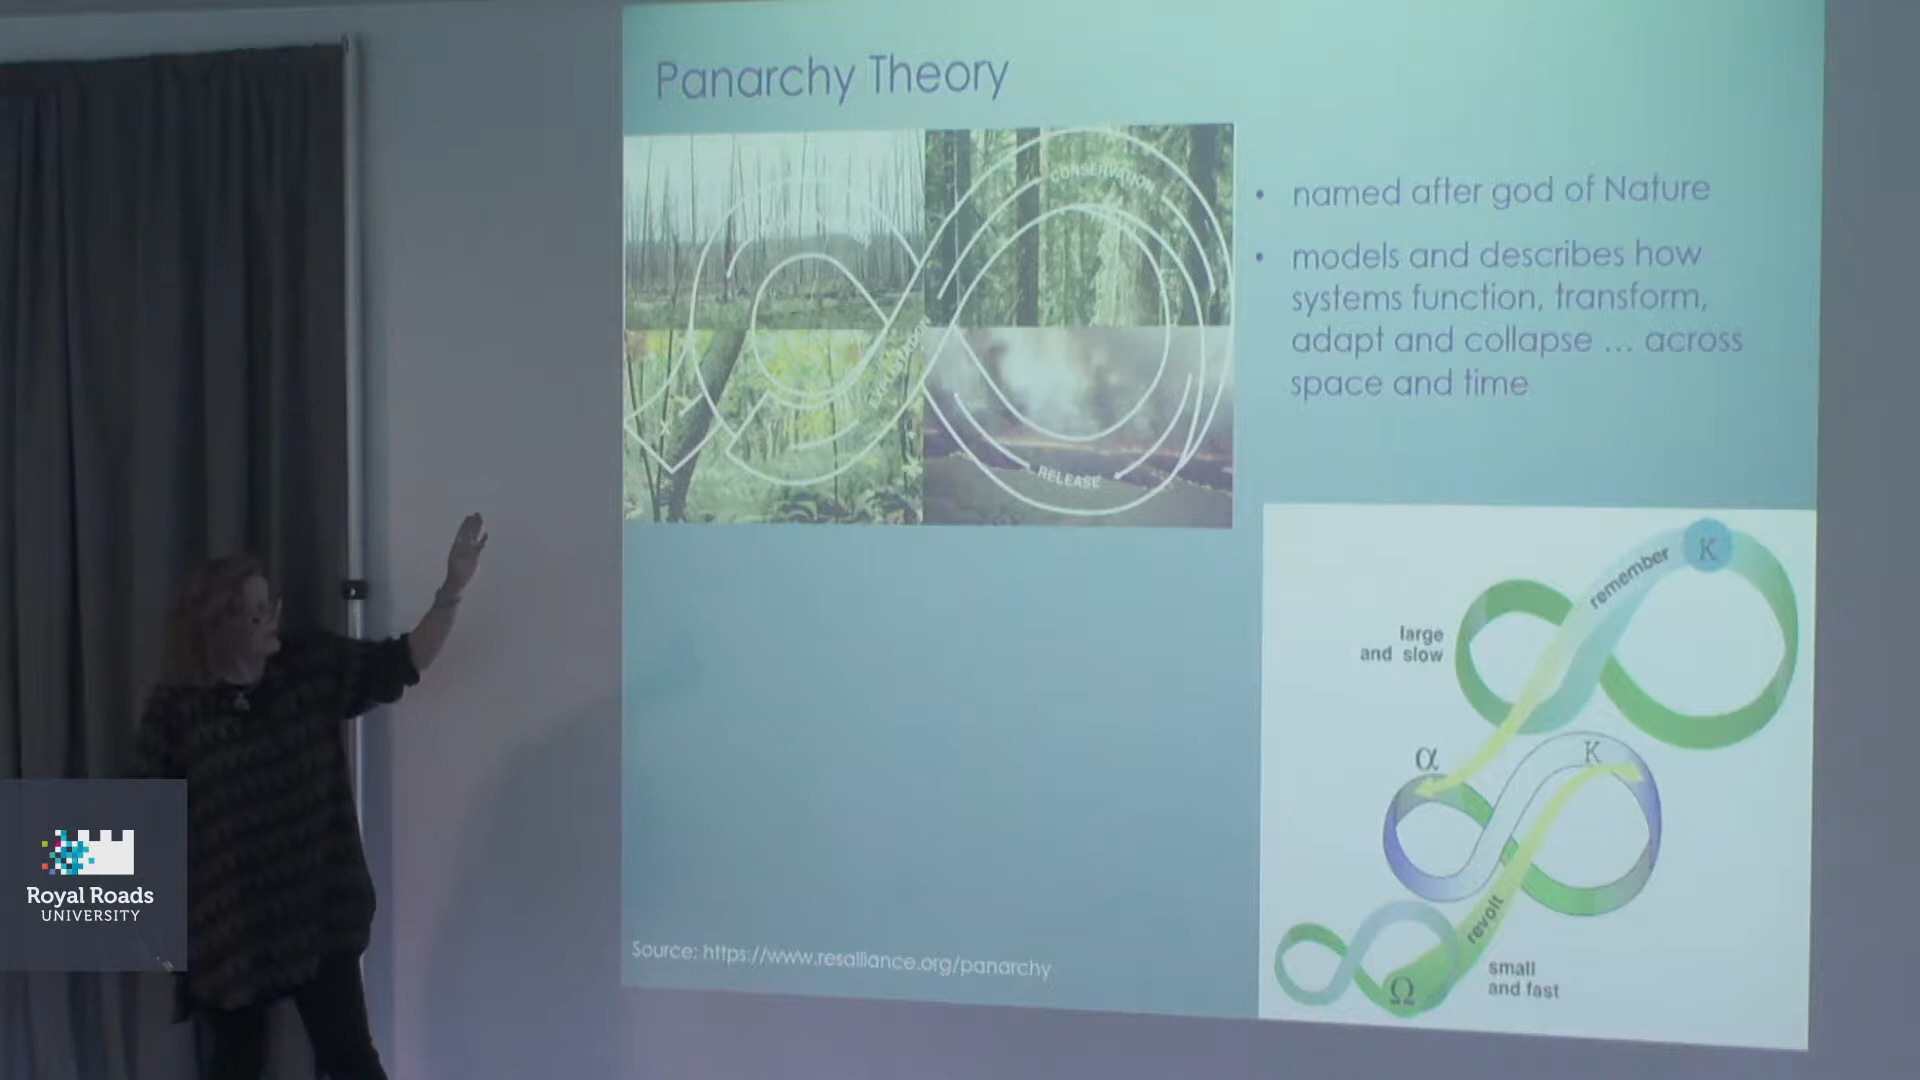 Panarchy Theory
CONSERVATION
EXPLOITATION
X
RELEASE
• named after god of Nature
• models and describes how
systems function, transform,
adapt and collapse ... across
space and time
remember
K
large
and slow
α
K
revolt
small
and fast
Ω
Source: https://www.resalliance.org/panarchy
Royal Roads
UNIVERSITY